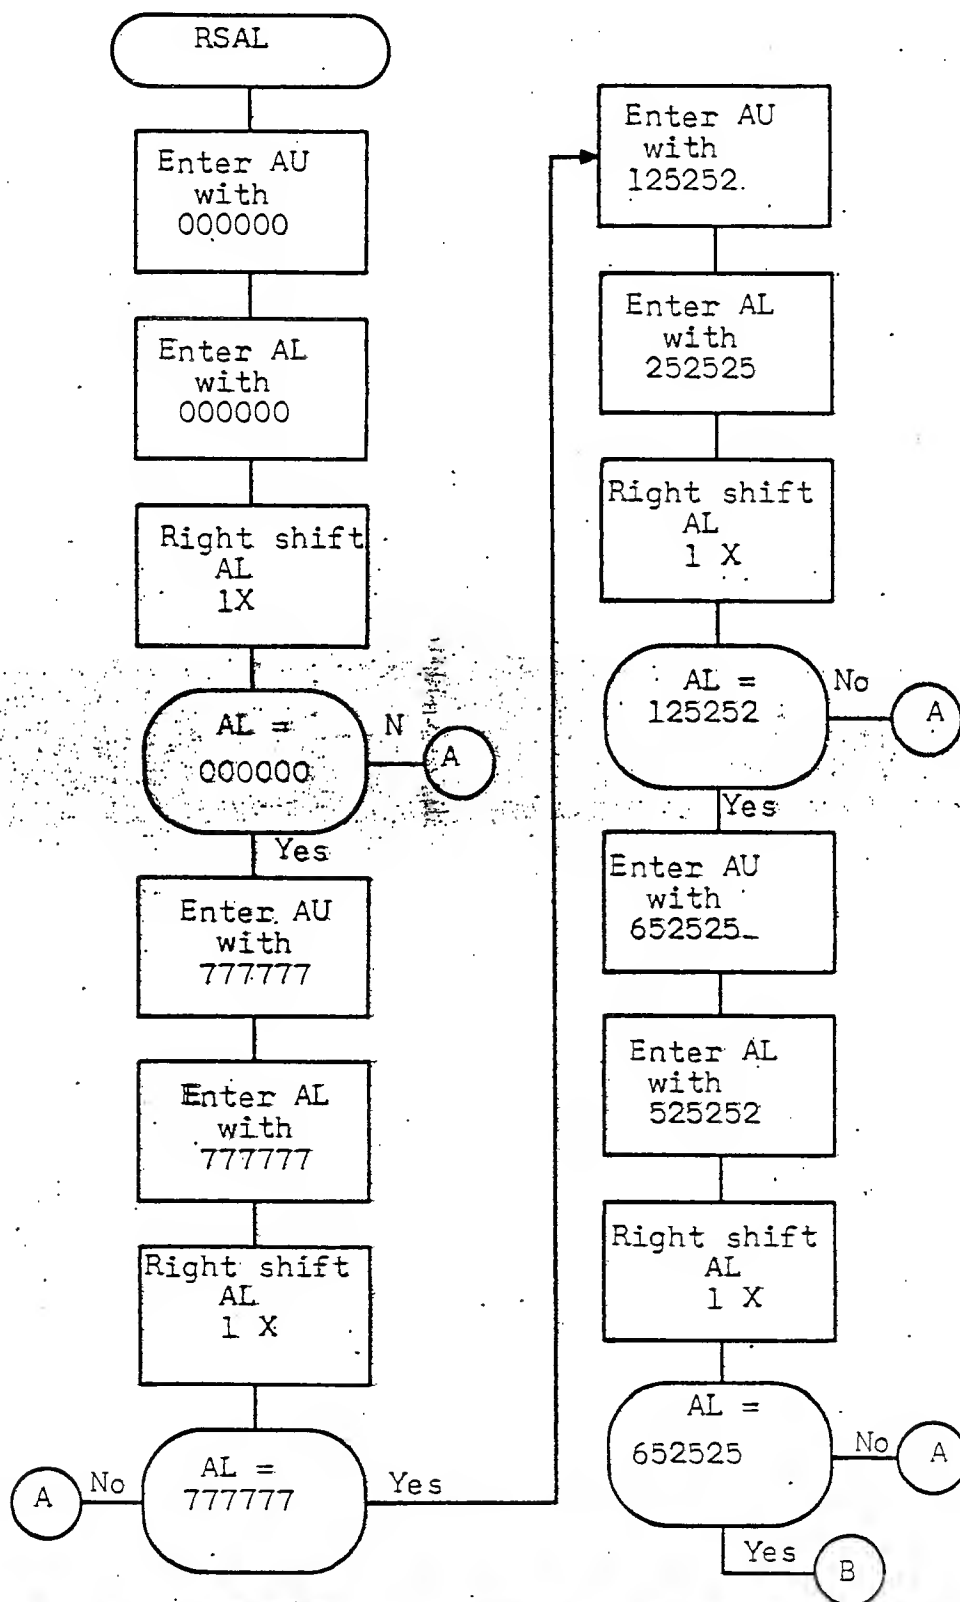 RSAL
Enter AU
with
000000
Enter AL
with
000000
Right shift
AL
1X
AL =
000000
N
A
Yes
Enter AU
with
777777
Enter AL
with
777777
Right shift
AL
1 X
AL =
777777
No
A
Yes
Enter AU
with
125252.
Enter AL
with
252525
Right shift
AL
1 X
AL =
125252
No
A
Yes
Enter AU
with
652525
Enter AL
with
525252
Right shift
AL
1 X
AL =
652525
No
A
Yes
B